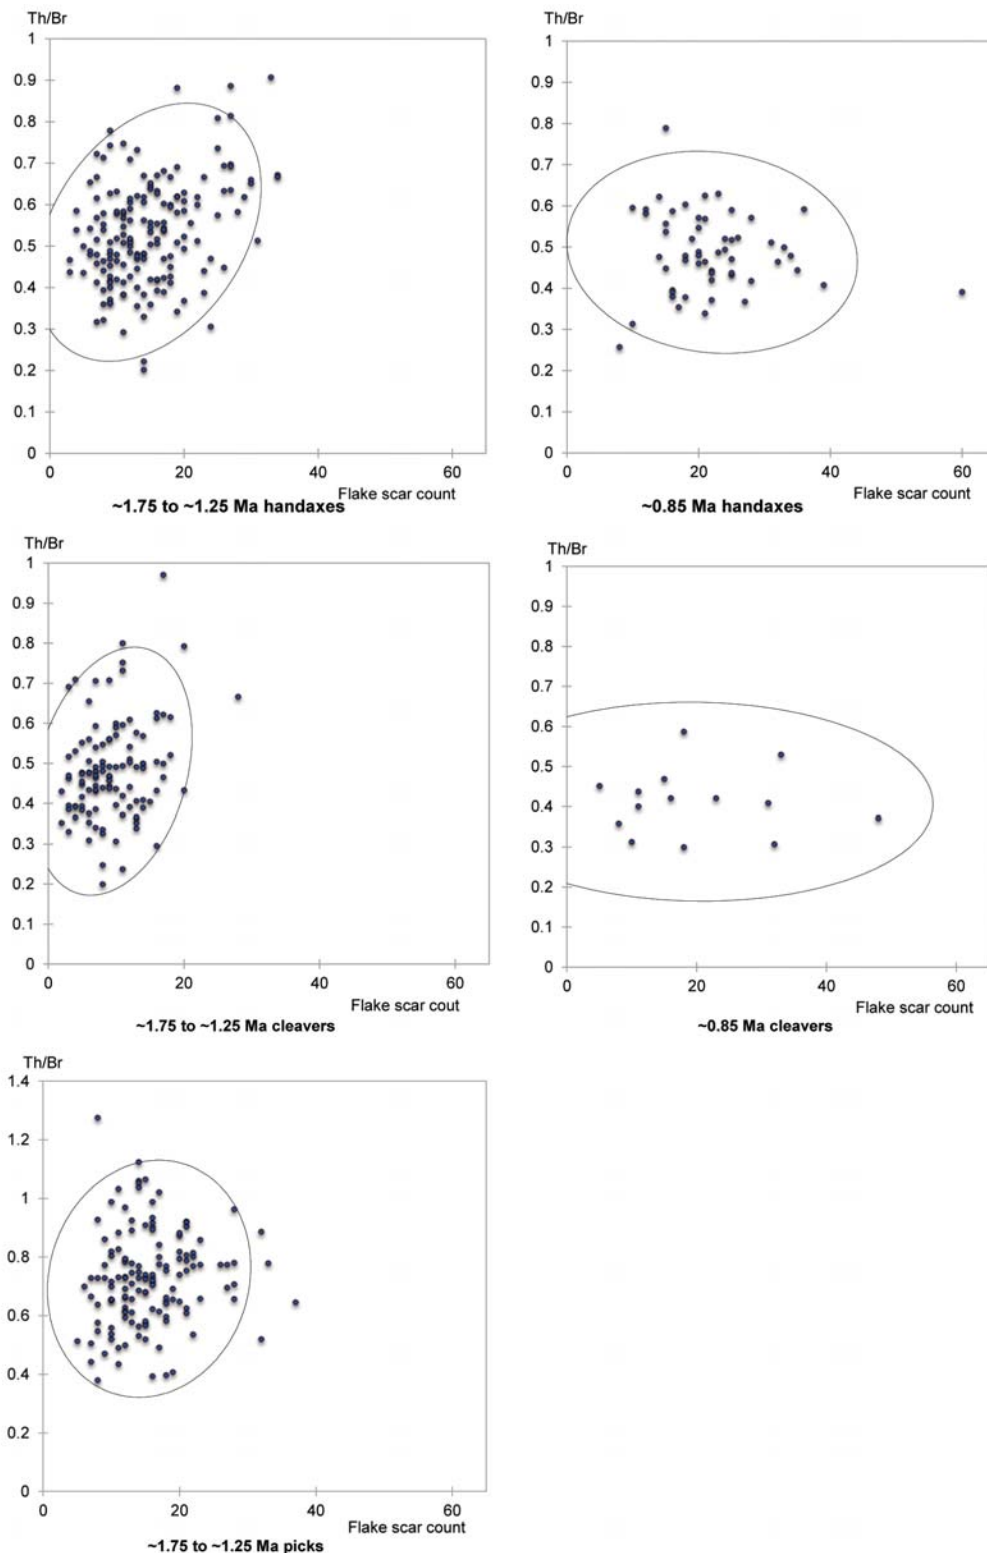 Th/Br
1
0.9
0.8
0.7
0.6
0.5
0.4
0.3
0.2
0.1
0
0 20 40 60
Flake scar count
~1.75 to ~1.25 Ma handaxes
Th/Br
1
0.9
0.8
0.7
0.6
0.5
0.4
0.3
0.2
0.1
0
0 20 40 60
Flake scar count
~0.85 Ma handaxes
Th/Br
1
0.9
0.8
0.7
0.6
0.5
0.4
0.3
0.2
0.1
0
0 20 40 60
Flake scar cout
~1.75 to ~1.25 Ma cleavers
Th/Br
1
0.9
0.8
0.7
0.6
0.5
0.4
0.3
0.2
0.1
0
0 20 40 60
Flake scar count
~0.85 Ma cleavers
Th/Br
1.4
1.2
1
0.8
0.6
0.4
0.2
0
0 20 40 60
Flake scar count
~1.75 to ~1.25 Ma picks